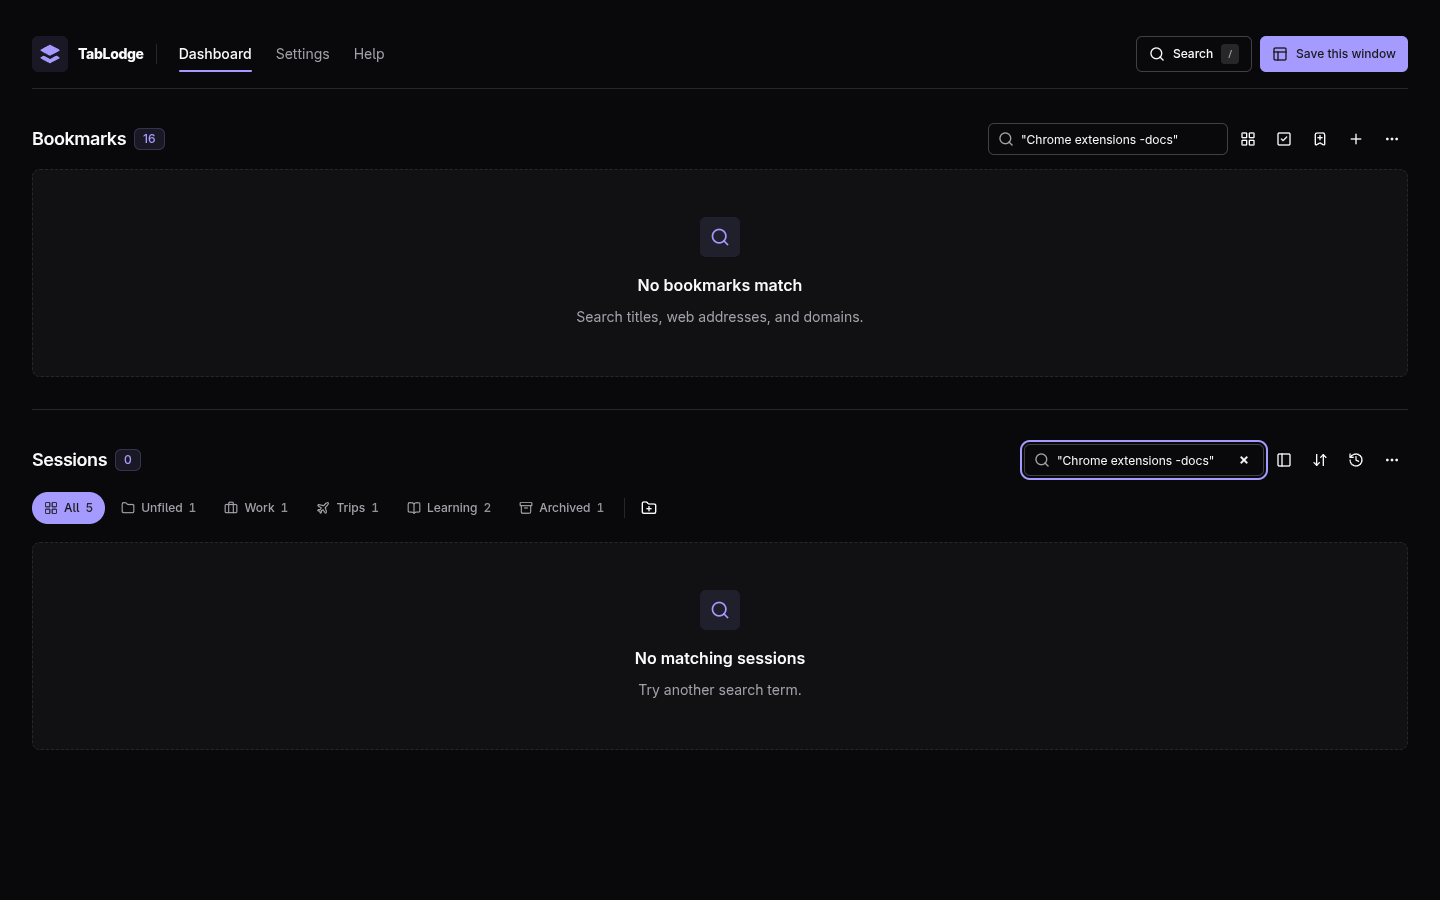 TabLodge Dashboard Settings Help Search / Save this window
Bookmarks 16 "Chrome extensions -docs"
No bookmarks match
Search titles, web addresses, and domains.
Sessions 0 "Chrome extensions -docs"
All 5 Unfiled 1 Work 1 Trips 1 Learning 2 Archived 1
No matching sessions
Try another search term.